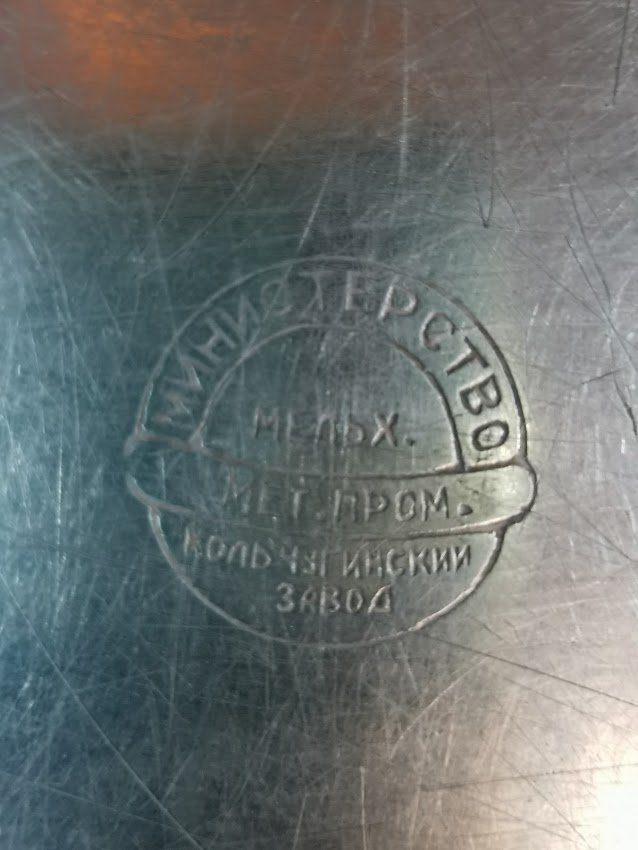 МИНИСТЕРСТВО
МЕЛЬХ.
МЕТ.ПРОМ.
КОЛЬЧУГИНСКИЙ
ЗАВОД